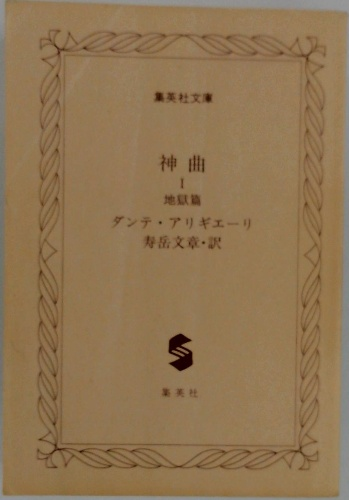 集英社文庫
神曲
I
地獄篇
ダンテ・アリギエーリ
寿岳文章・訳
集英社